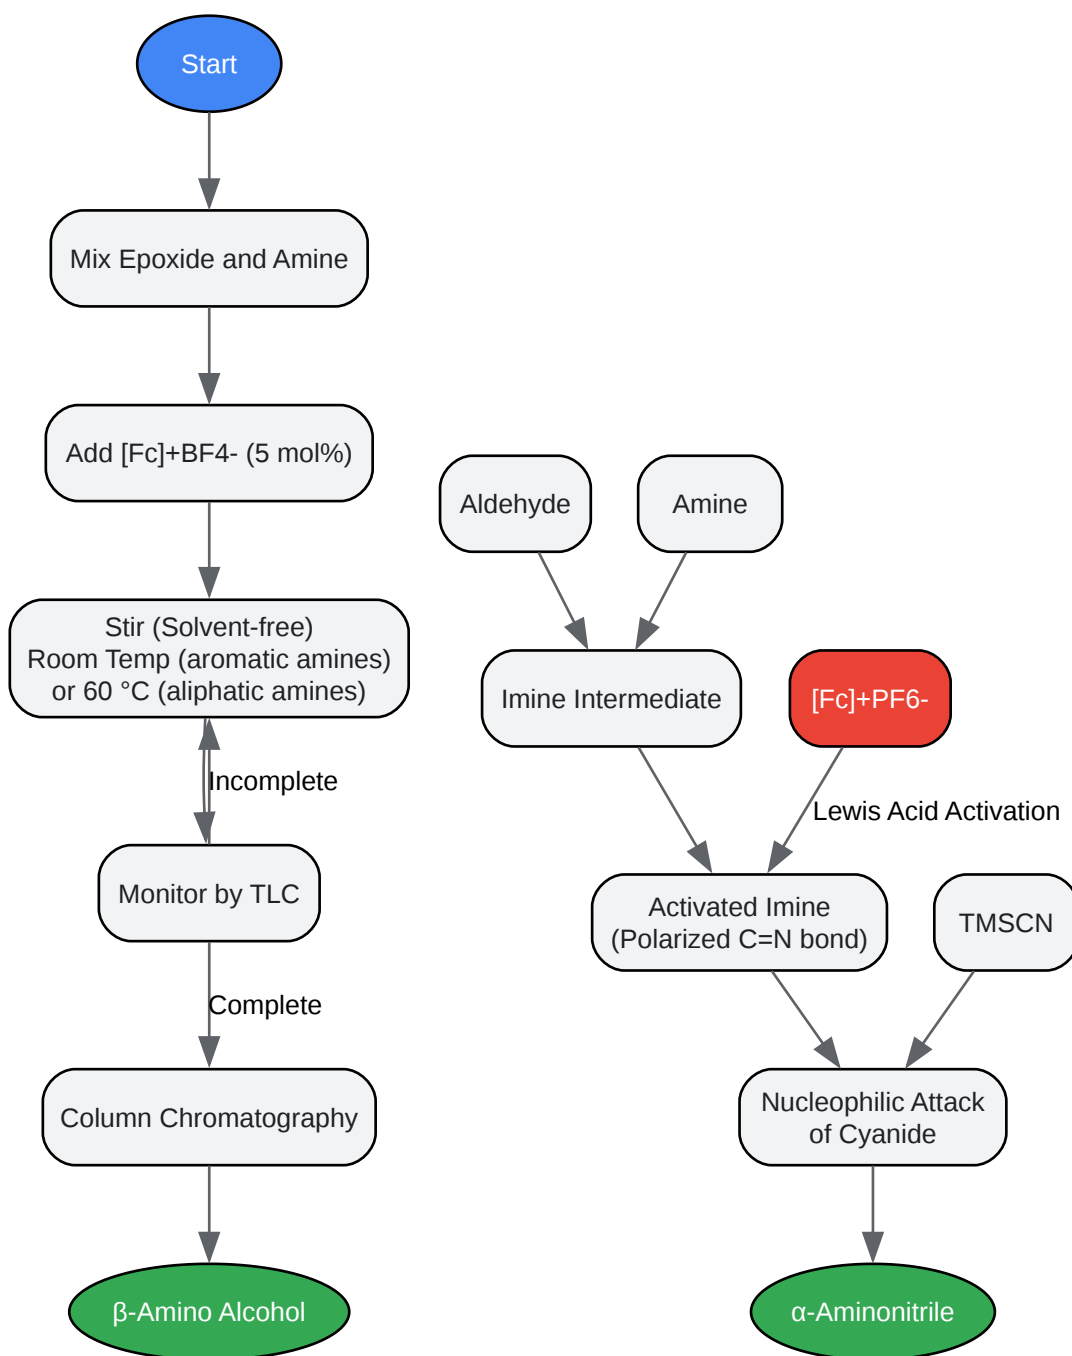 Start
Mix Epoxide and Amine
Add [Fc]+BF4- (5 mol%)
Stir (Solvent-free)
Room Temp (aromatic amines)
or 60 °C (aliphatic amines)
Incomplete
Monitor by TLC
Complete
Column Chromatography
β-Amino Alcohol
Aldehyde
Amine
Imine Intermediate
[Fc]+PF6-
Lewis Acid Activation
Activated Imine
(Polarized C=N bond)
TMSCN
Nucleophilic Attack
of Cyanide
α-Aminonitrile